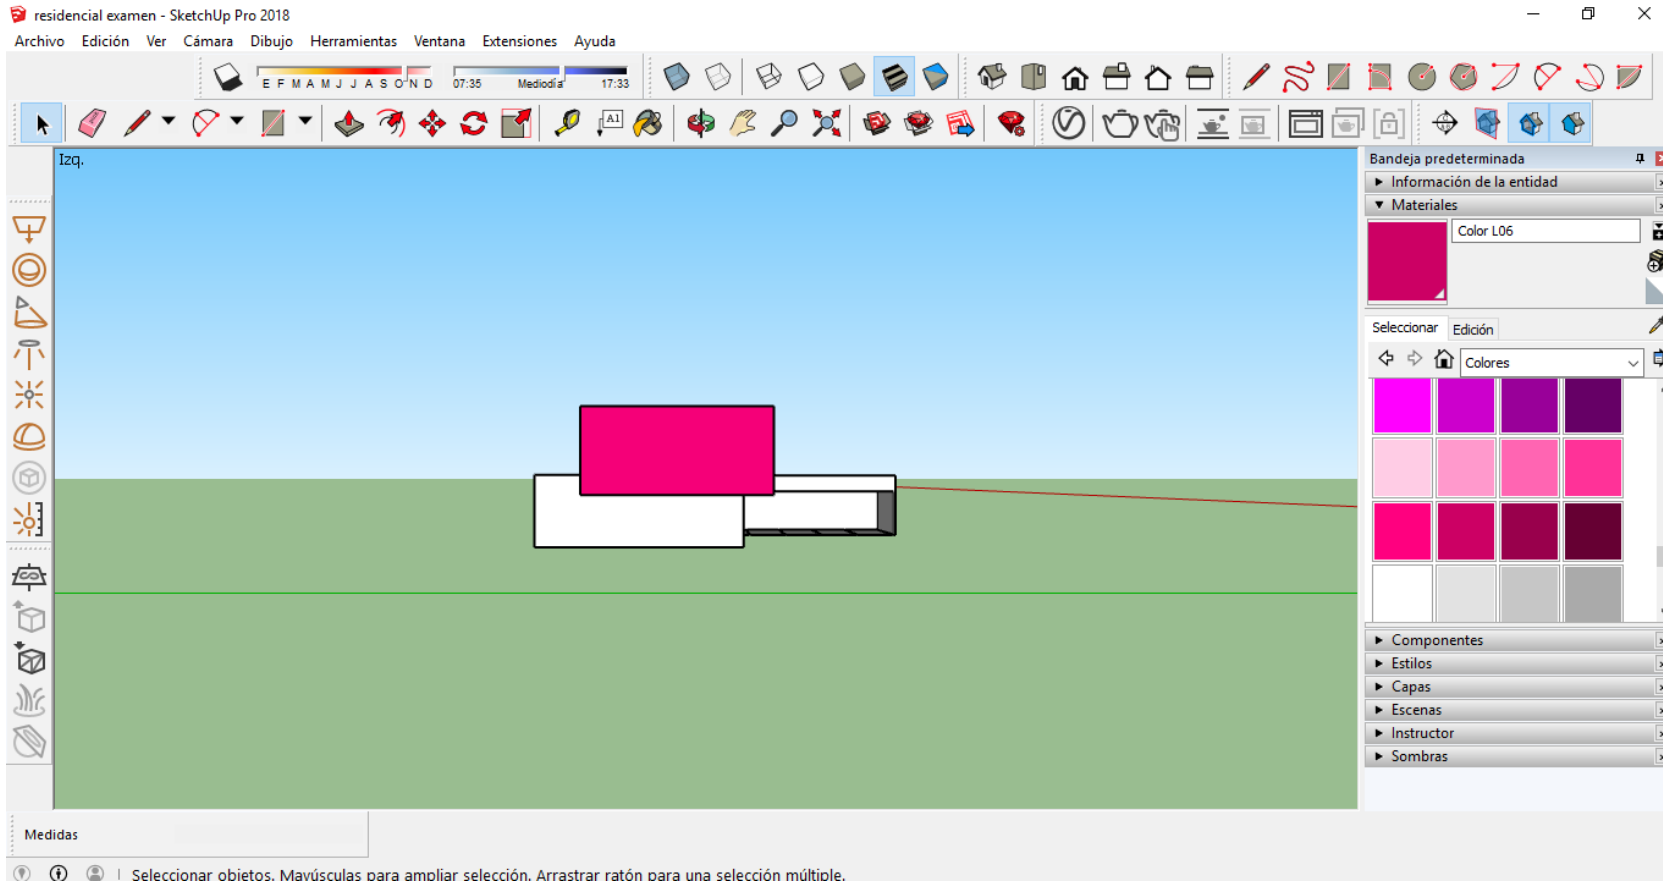 residencial examen - SketchUp Pro 2018
Archivo Edición Ver Cámara Dibujo Herramientas Ventana Extensiones Ayuda
E F M A M J J A S O N D 07:35 Mediodía 17:33
A1
Izq.
Bandeja predeterminada
Información de la entidad
Materiales
Color L06
Seleccionar Edición
Colores
Componentes
Estilos
Capas
Escenas
Instructor
Sombras
Medidas
Seleccionar objetos. Mayúsculas para ampliar selección. Arrastrar ratón para una selección múltiple.